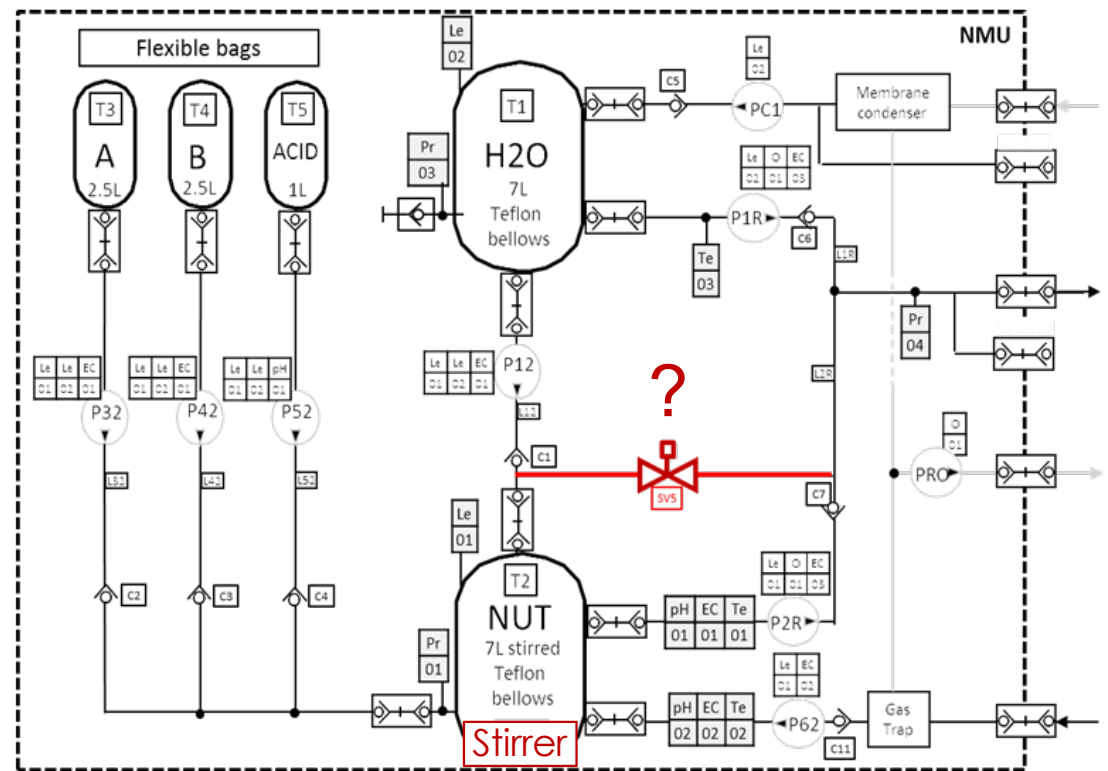 Flexible bags
NMU
Le
02
T1
H2O
7L
Teflon
bellows
Pr
03
C5
Le
02
PC1
Membrane
condenser
T3
A
2.5L
T4
B
2.5L
T5
ACID
1L
Le O EC
02 01 03
P1R
C6
Te
03
L1R
Pr
04
Le Le EC
01 02 01
P32
Le Le EC
01 02 01
P42
Le Le pH
01 02 01
P52
Le Le EC
01 02 01
P12
L12
?
L2R
C1
SV5
C7
O
01
PRO
L52
L42
L52
C2
C3
C4
Le
01
T2
NUT
7L stirred
Teflon
bellows
Stirrer
Pr
01
Le O EC
01 01 03
pH EC Te
01 01 01
P2R
Le EC
01 02
pH EC Te
02 02 02
P62
C11
Gas
Trap